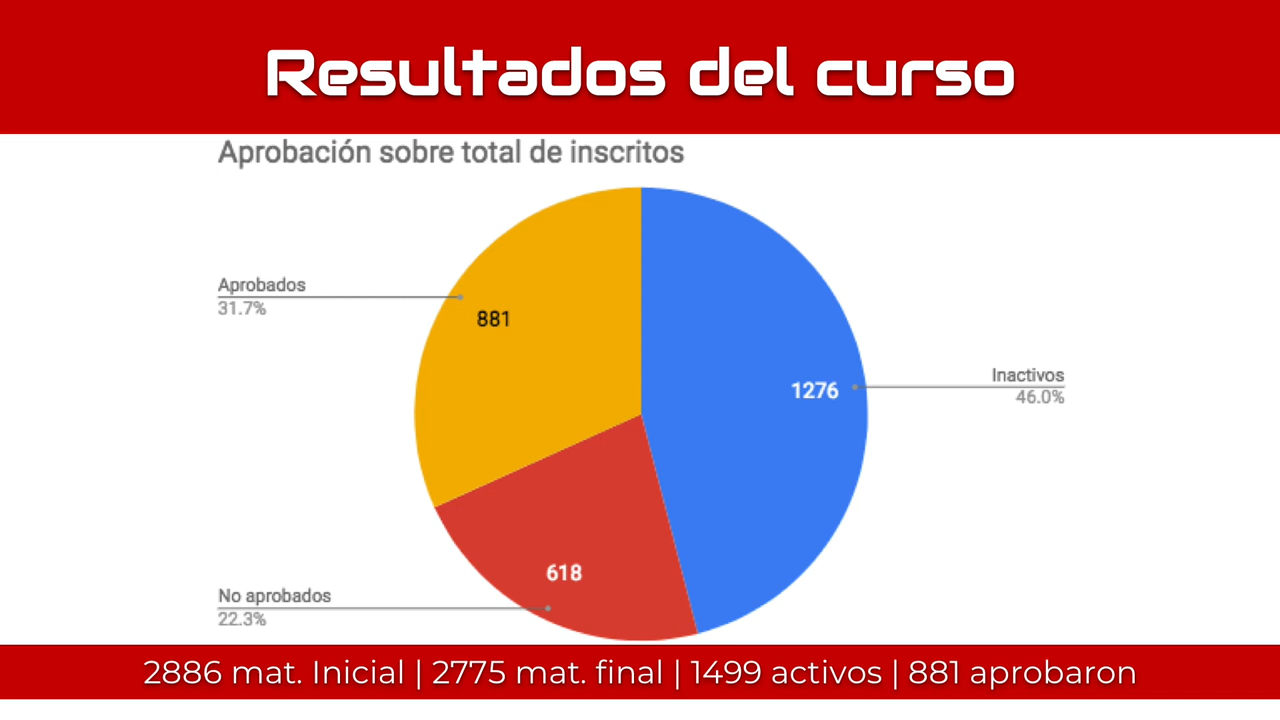 Resultados del curso
Aprobación sobre total de inscritos
Aprobados
31.7%
881
1276
Inactivos
46.0%
618
No aprobados
22.3%
2886 mat. Inicial | 2775 mat. final | 1499 activos | 881 aprobaron